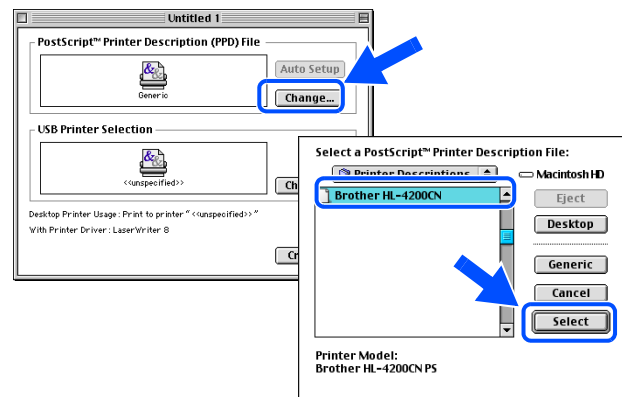 Untitled 1
PostScript™ Printer Description (PPD) File
Generic
Auto Setup
Change...
USB Printer Selection
<<unspecified>>
Ch
Desktop Printer Usage : Print to printer “ <<unspecified>> ”
With Printer Driver : LaserWriter 8
Cr
Select a PostScript™ Printer Description File:
Printer Descriptions
Macintosh HD
Brother HL-4200CN
Eject
Desktop
Generic
Cancel
Select
Printer Model:
Brother HL-4200CN PS